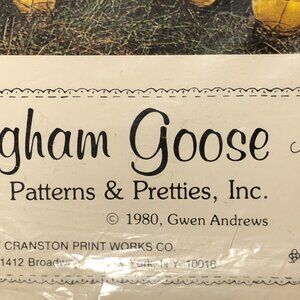 gham Goose
Patterns & Pretties, Inc.
© 1980, Gwen Andrews
CRANSTON PRINT WORKS CO.
1412 Broadw York, N.Y. 10018